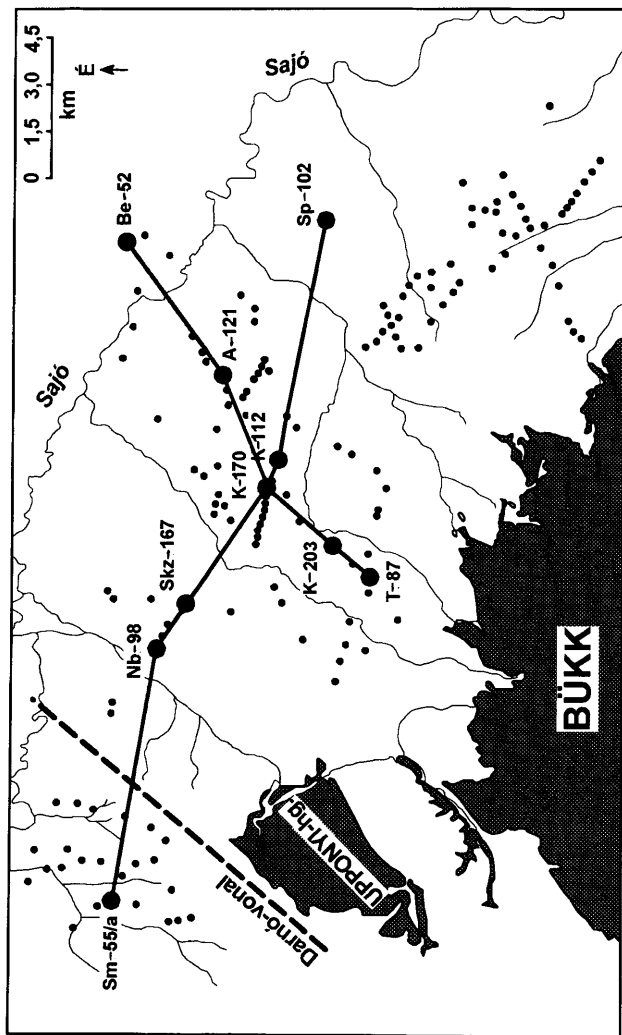 0 1,5 3,0 4,5
km
É
Sajó
Sajó
Be-52
Sp-102
A-121
K-112
K-170
Skz-167
Nb-98
K-203
T-87
Sm-55/a
Darnó-vonal
UPPONYI-hg.
BÜKK